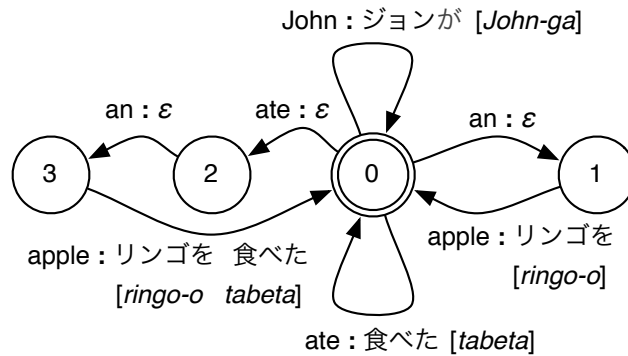 John : ジョンが [John-ga]
an : ε
ate : ε
an : ε
3
2
0
1
apple : リンゴを 食べた
[ringo-o tabeta]
apple : リンゴを
[ringo-o]
ate : 食べた [tabeta]